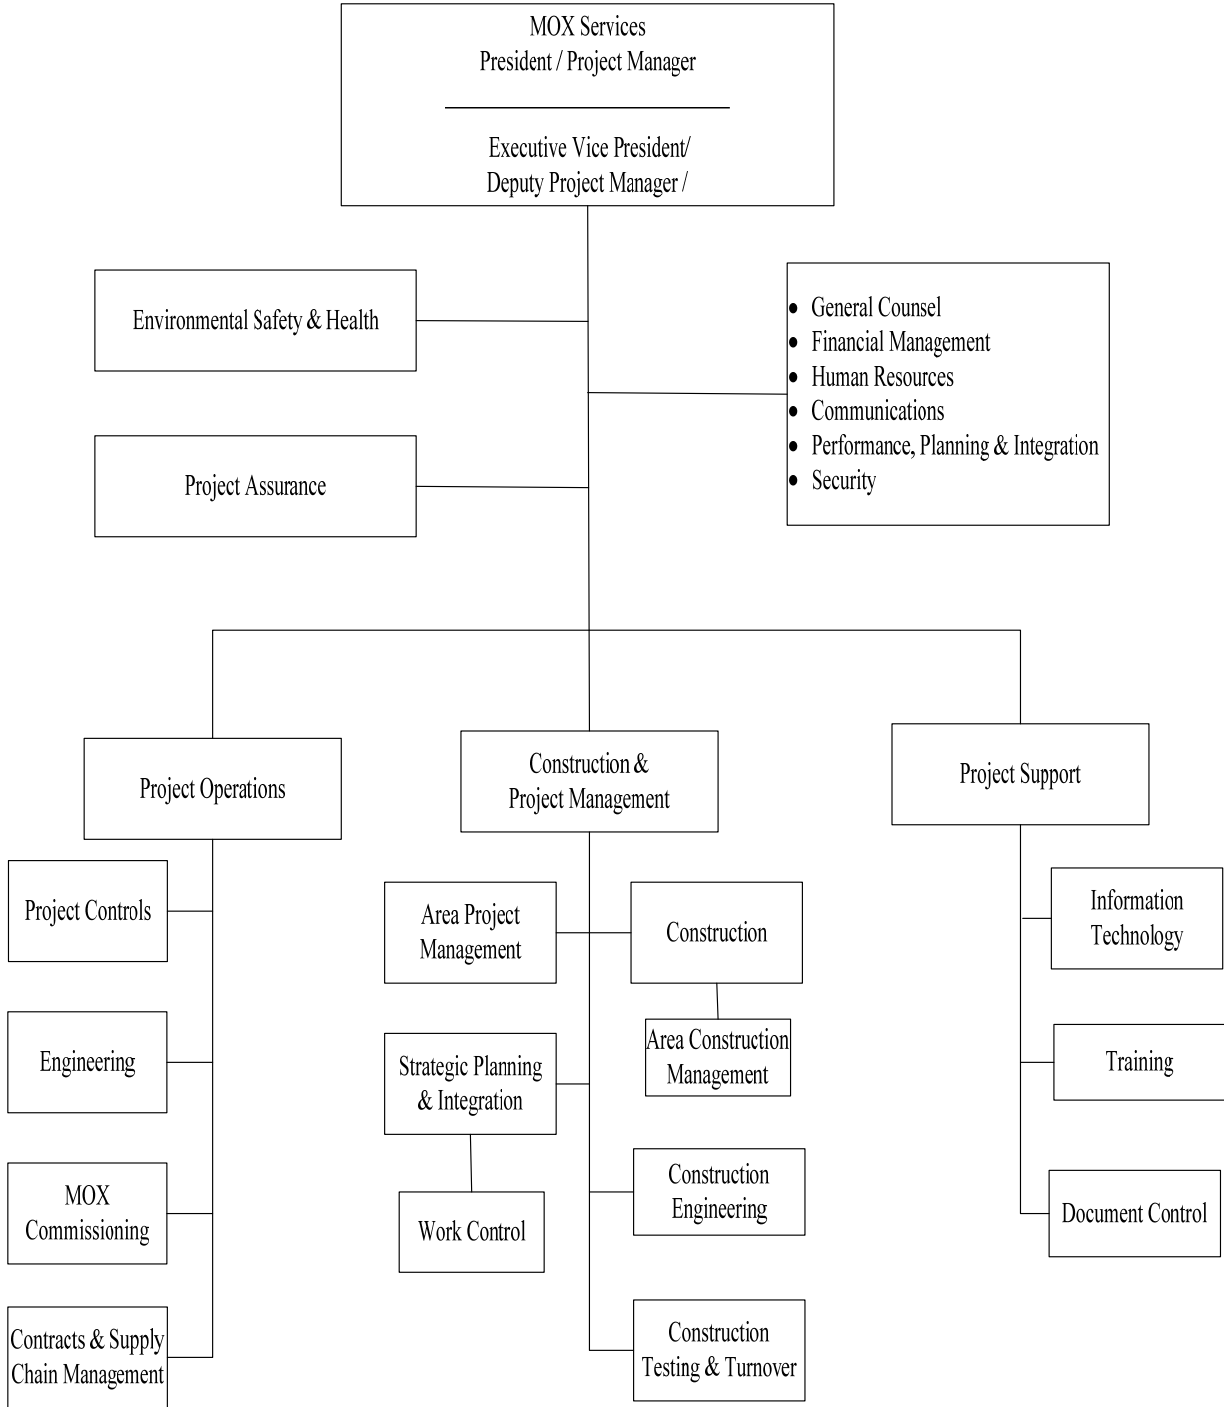 MOX Services
President / Project Manager
Executive Vice President/
Deputy Project Manager /
Environmental Safety & Health
• General Counsel
• Financial Management
• Human Resources
• Communications
• Performance, Planning & Integration
• Security
Project Assurance
Project Operations
Construction &
Project Management
Project Support
Project Controls
Engineering
MOX
Commissioning
Contracts & Supply
Chain Management
Area Project
Management
Construction
Area Construction
Management
Strategic Planning
& Integration
Work Control
Construction
Engineering
Construction
Testing & Turnover
Information
Technology
Training
Document Control